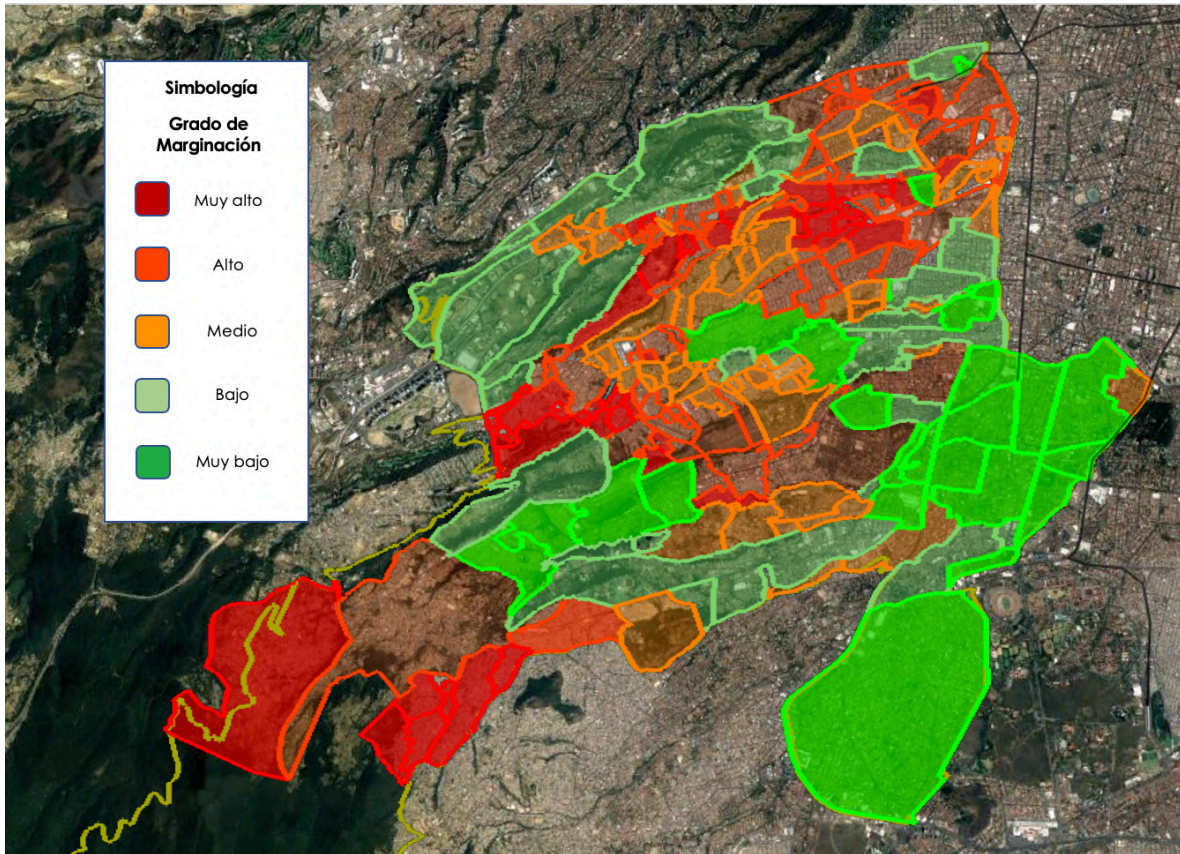 Simbología
Grado de
Marginación
Muy alto
Alto
Medio
Bajo
Muy bajo